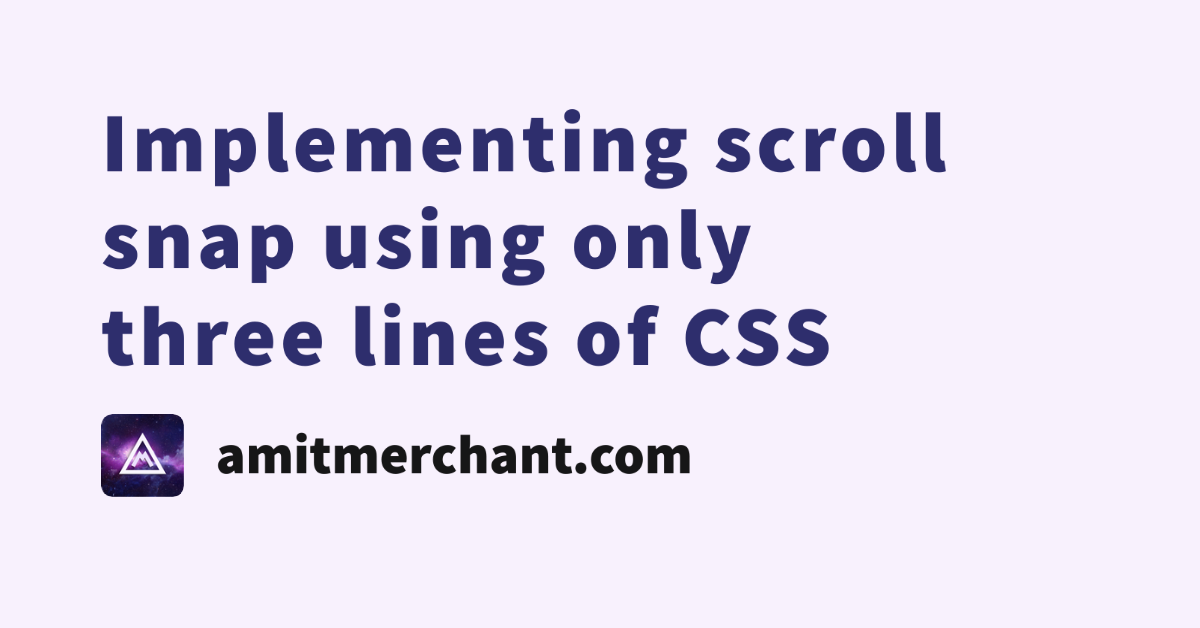 Implementing scroll
snap using only
three lines of CSS
amitmerchant.com